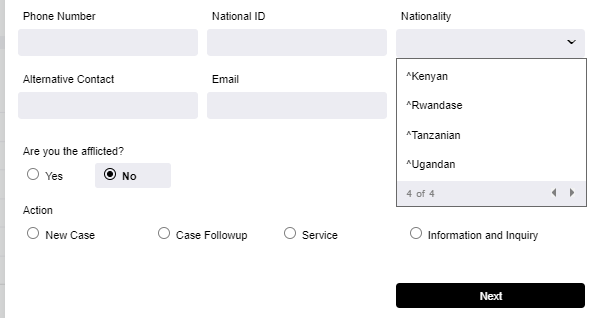 Phone Number National ID Nationality
^Kenyan
Alternative Contact Email
^Rwandase
^Tanzanian
^Ugandan
4 of 4
Are you the afflicted?
Yes No
Action
New Case Case Followup Service Information and Inquiry
Next